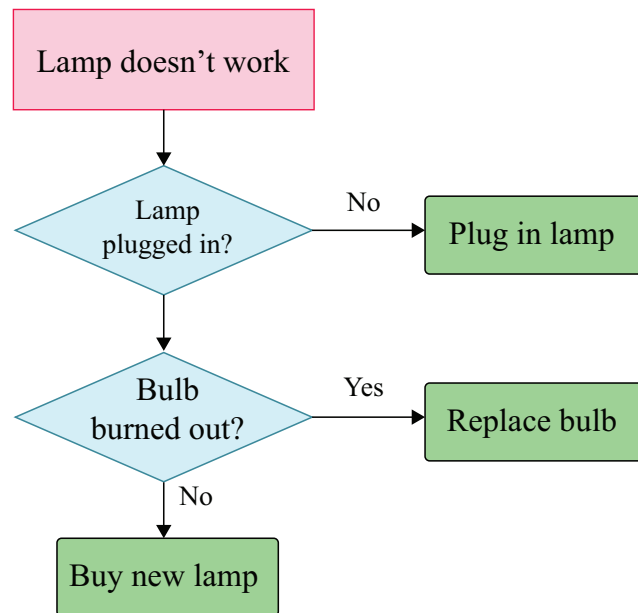 Lamp doesn’t work
Lamp
plugged in?
No
Plug in lamp
Bulb
burned out?
Yes
Replace bulb
No
Buy new lamp